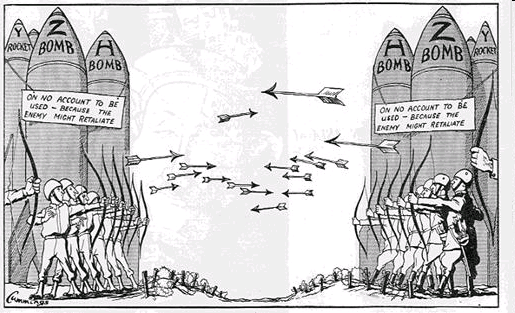 Y
ROCKET
Z
BOMB
H
BOMB
ON NO ACCOUNT TO BE
USED – BECAUSE THE
ENEMY MIGHT RETALIATE
H
BOMB
Z
BOMB
Y
ROCKET
ON NO ACCOUNT TO BE
USED – BECAUSE THE
ENEMY MIGHT RETALIATE
Cummings